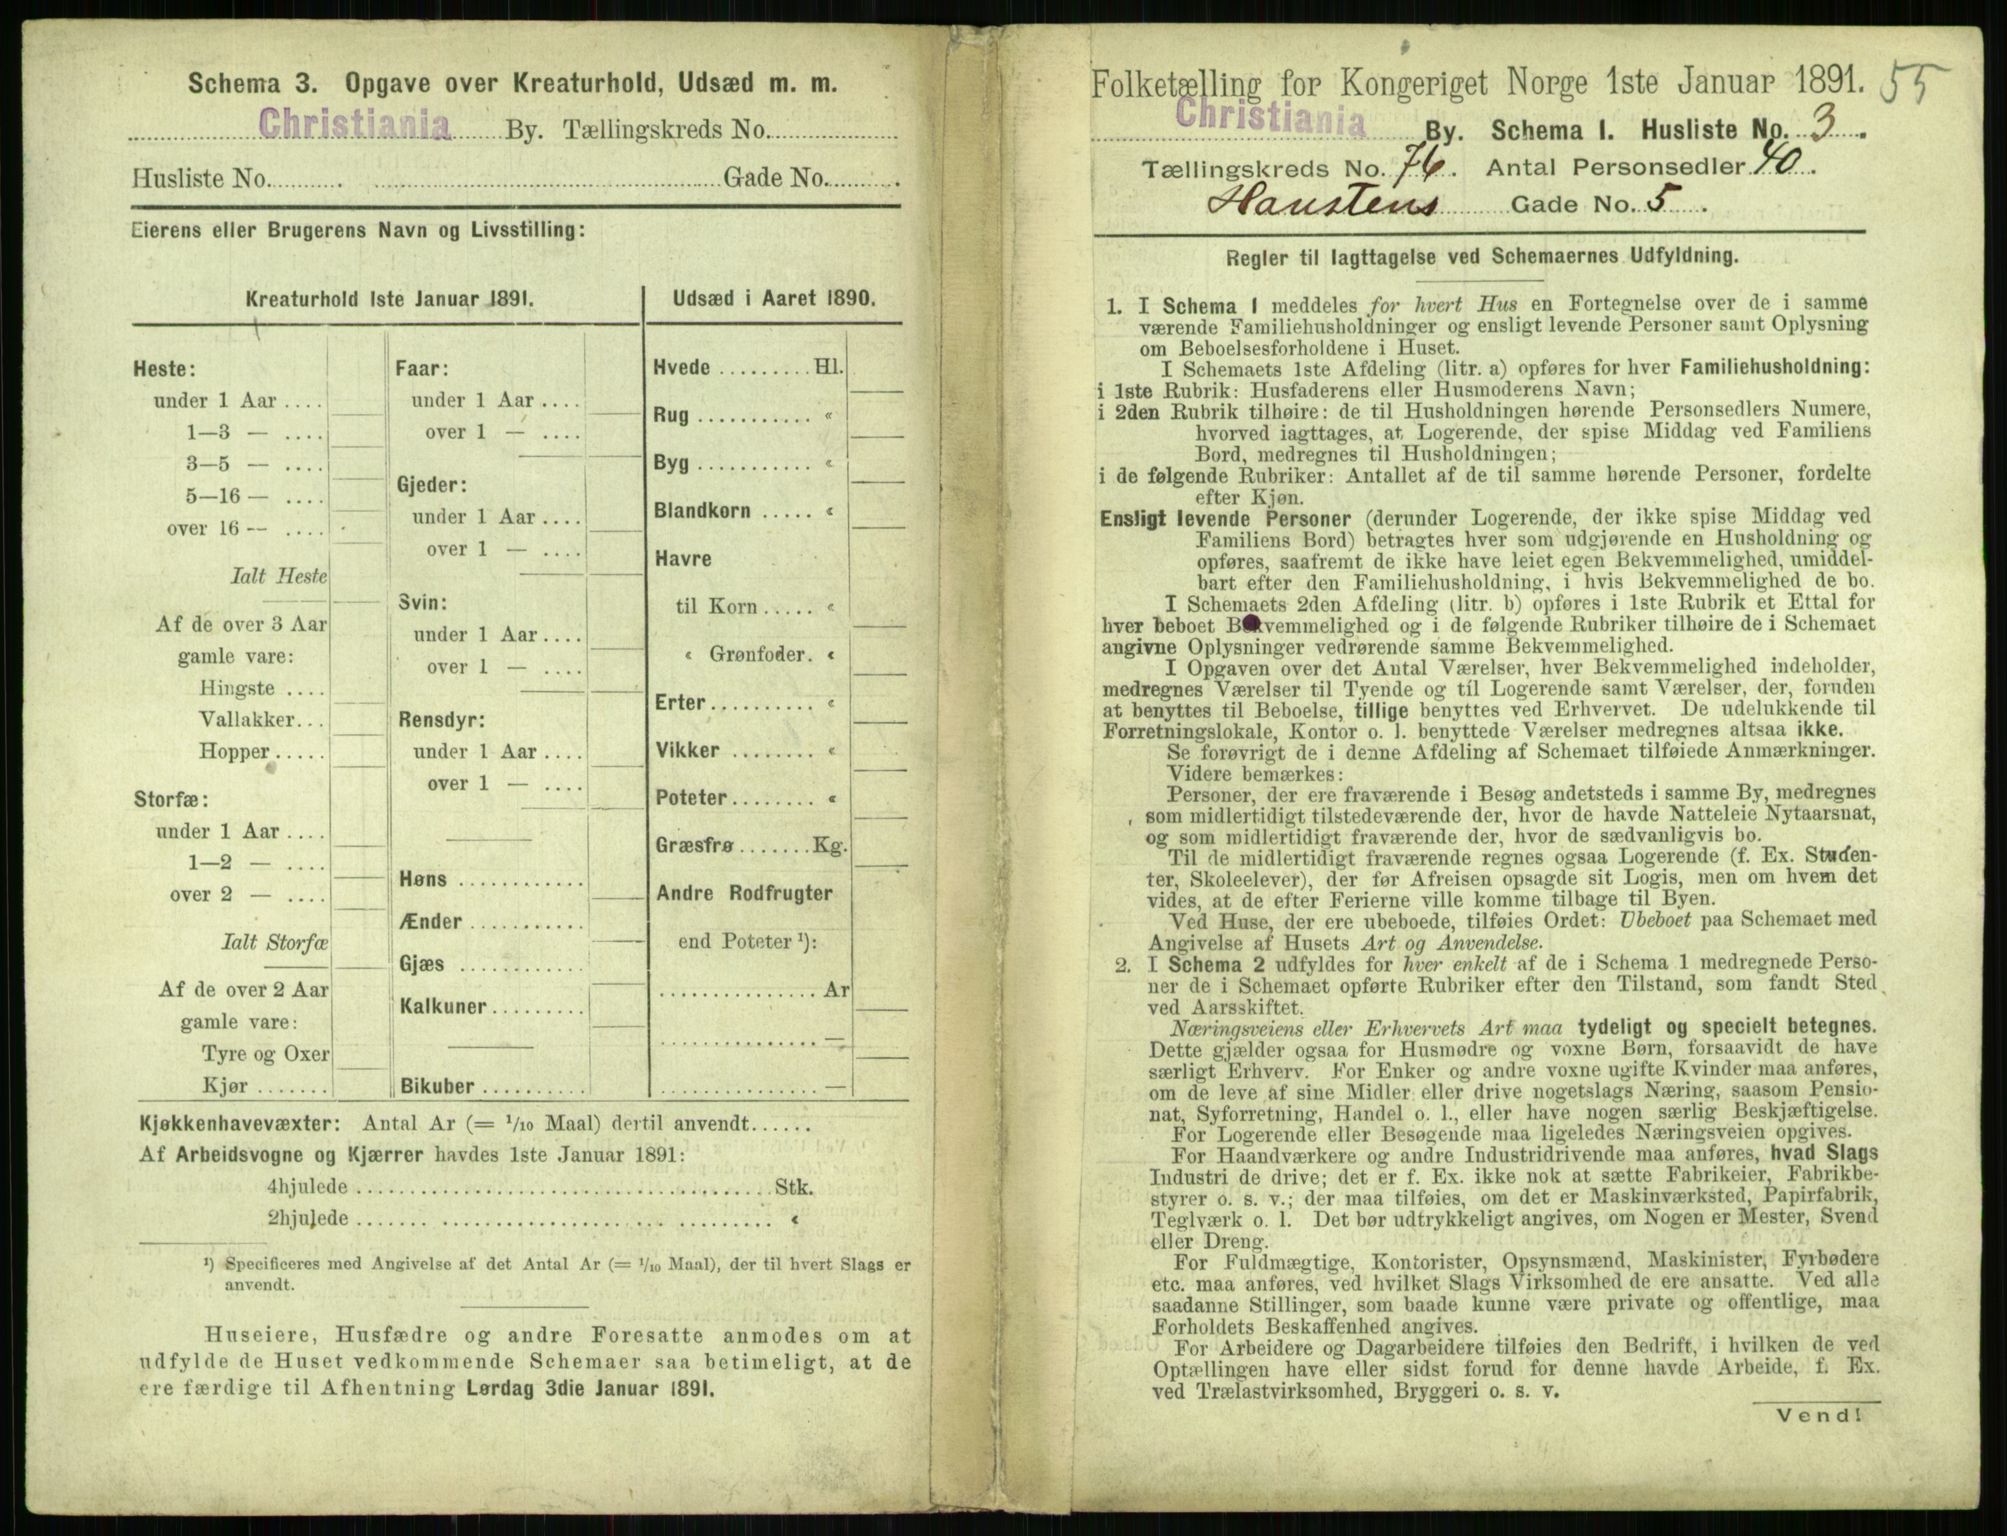 Schema 3. Opgave over Kreaturhold, Udsæd m. m.
Christiania By. Tællingskreds No.
Husliste No. Gade No.
Eierens eller Brugerens Navn og Livsstilling:
Kreaturhold 1ste Januar 1891.
Heste:
under 1 Aar ....
1—3 — ....
3—5 — ....
5—16 — ....
over 16 — ....
Ialt Heste
Af de over 3 Aar
gamle vare:
Hingste ....
Vallakker...
Hopper .....
Storfæ:
under 1 Aar ....
1—2 — ....
over 2 — ....
Ialt Storfæ
Af de over 2 Aar
gamle vare:
Tyre og Oxer
Kjør .......
Faar:
under 1 Aar ....
over 1 — ....
Gjeder:
under 1 Aar ....
over 1 — ....
Svin:
under 1 Aar ....
over 1 — ....
Rensdyr:
under 1 Aar ....
over 1 — ....
Høns ............
Ænder ...........
Gjæs ............
Kalkuner.........
Bikuber ..........
Udsæd i Aaret 1890.
Hvede ......... Hl.
Rug ........... «
Byg ........... «
Blandkorn ..... «
Havre
til Korn ..... «
« Grønfoder. «
Erter .......... «
Vikker ........ «
Poteter ........ «
Græsfrø ....... Kg.
Andre Rodfrugter
end Poteter ¹):
............... Ar
............... —
............... —
Kjøkkenhavevæxter: Antal Ar (= 1/10 Maal) dertil anvendt......
Af Arbeidsvogne og Kjærrer havdes 1ste Januar 1891:
4hjulede ........................................ Stk.
2hjulede ........................................ «
¹) Specificeres med Angivelse af det Antal Ar (= 1/10 Maal), der til hvert Slags er
anvendt.
Huseiere, Husfædre og andre Foresatte anmodes om at
udfylde de Huset vedkommende Schemaer saa betimeligt, at de
ere færdige til Afhentning Lørdag 3die Januar 1891.
Folketælling for Kongeriget Norge 1ste Januar 1891. 55
Christiania By. Schema 1. Husliste No. 3.
Tællingskreds No. 76. Antal Personsedler 40.
Hanstens Gade No. 5.
Regler til Iagttagelse ved Schemaernes Udfyldning.
1. I Schema 1 meddeles for hvert Hus en Fortegnelse over de i samme
værende Familiehusholdninger og ensligt levende Personer samt Oplysning
om Beboelsesforholdene i Huset.
I Schemaets 1ste Afdeling (litr. a) opføres for hver Familiehusholdning:
i 1ste Rubrik: Husfaderens eller Husmoderens Navn;
i 2den Rubrik tilhøire: de til Husholdningen hørende Personsedlers Numere,
hvorved iagttages, at Logerende, der spise Middag ved Familiens
Bord, medregnes til Husholdningen;
i de følgende Rubriker: Antallet af de til samme hørende Personer, fordelte
efter Kjøn.
Ensligt levende Personer (derunder Logerende, der ikke spise Middag ved
Familiens Bord) betragtes hver som udgjørende en Husholdning og
opføres, saafremt de ikke have leiet egen Bekvemmelighed, umiddel-
bart efter den Familiehusholdning, i hvis Bekvemmelighed de bo.
I Schemaets 2den Afdeling (litr. b) opføres i 1ste Rubrik et Ettal for
hver beboet Bekvemmelighed og i de følgende Rubriker tilhøire de i Schemaet
angivne Oplysninger vedrørende samme Bekvemmelighed.
I Opgaven over det Antal Værelser, hver Bekvemmelighed indeholder,
medregnes Værelser til Tyende og til Logerende samt Værelser, der, foruden
at benyttes til Beboelse, tillige benyttes ved Erhvervet. De udelukkende til
Forretningslokale, Kontor o. l. benyttede Værelser medregnes altsaa ikke.
Se forøvrigt de i denne Afdeling af Schemaet tilføiede Anmærkninger.
Videre bemærkes:
Personer, der ere fraværende i Besøg andetsteds i samme By, medregnes
som midlertidigt tilstedeværende der, hvor de havde Natteleie Nytaarsnat,
og som midlertidigt fraværende der, hvor de sædvanligvis bo.
Til de midlertidigt fraværende regnes ogsaa Logerende (f. Ex. Studen-
ter, Skoleelever), der før Afreisen opsagde sit Logis, men om hvem det
vides, at de efter Ferierne ville komme tilbage til Byen.
Ved Huse, der ere ubeboede, tilføies Ordet: Ubeboet paa Schemaet med
Angivelse af Husets Art og Anvendelse.
2. I Schema 2 udfyldes for hver enkelt af de i Schema 1 medregnede Perso-
ner de i Schemaet opførte Rubriker efter den Tilstand, som fandt Sted
ved Aarsskiftet.
Næringsveiens eller Erhvervets Art maa tydeligt og specielt betegnes.
Dette gjælder ogsaa for Husmødre og voxne Børn, forsaavidt de have
særligt Erhverv. For Enker og andre voxne ugifte Kvinder maa anføres,
om de leve af sine Midler eller drive nogetslags Næring, saasom Pensio-
nat, Syforretning, Handel o. l., eller have nogen særlig Beskjæftigelse.
For Logerende eller Besøgende maa ligeledes Næringsveien opgives.
For Haandværkere og andre Industridrivende maa anføres, hvad Slags
Industri de drive; det er f. Ex. ikke nok at sætte Fabrikeier, Fabrikbe-
styrer o. s. v.; der maa tilføies, om det er Maskinværksted, Papirfabrik,
Teglværk o. l. Det bør udtrykkeligt angives, om Nogen er Mester, Svend
eller Dreng.
For Fuldmægtige, Kontorister, Opsynsmænd, Maskinister, Fyrbødere
etc. maa anføres, ved hvilket Slags Virksomhed de ere ansatte. Ved alle
saadanne Stillinger, som baade kunne være private og offentlige, maa
Forholdets Beskaffenhed angives.
For Arbeidere og Dagarbeidere tilføies den Bedrift, i hvilken de ved
Optællingen have eller sidst forud for denne havde Arbeide, f. Ex.
ved Trælastvirksomhed, Bryggeri o. s. v.
Vend!